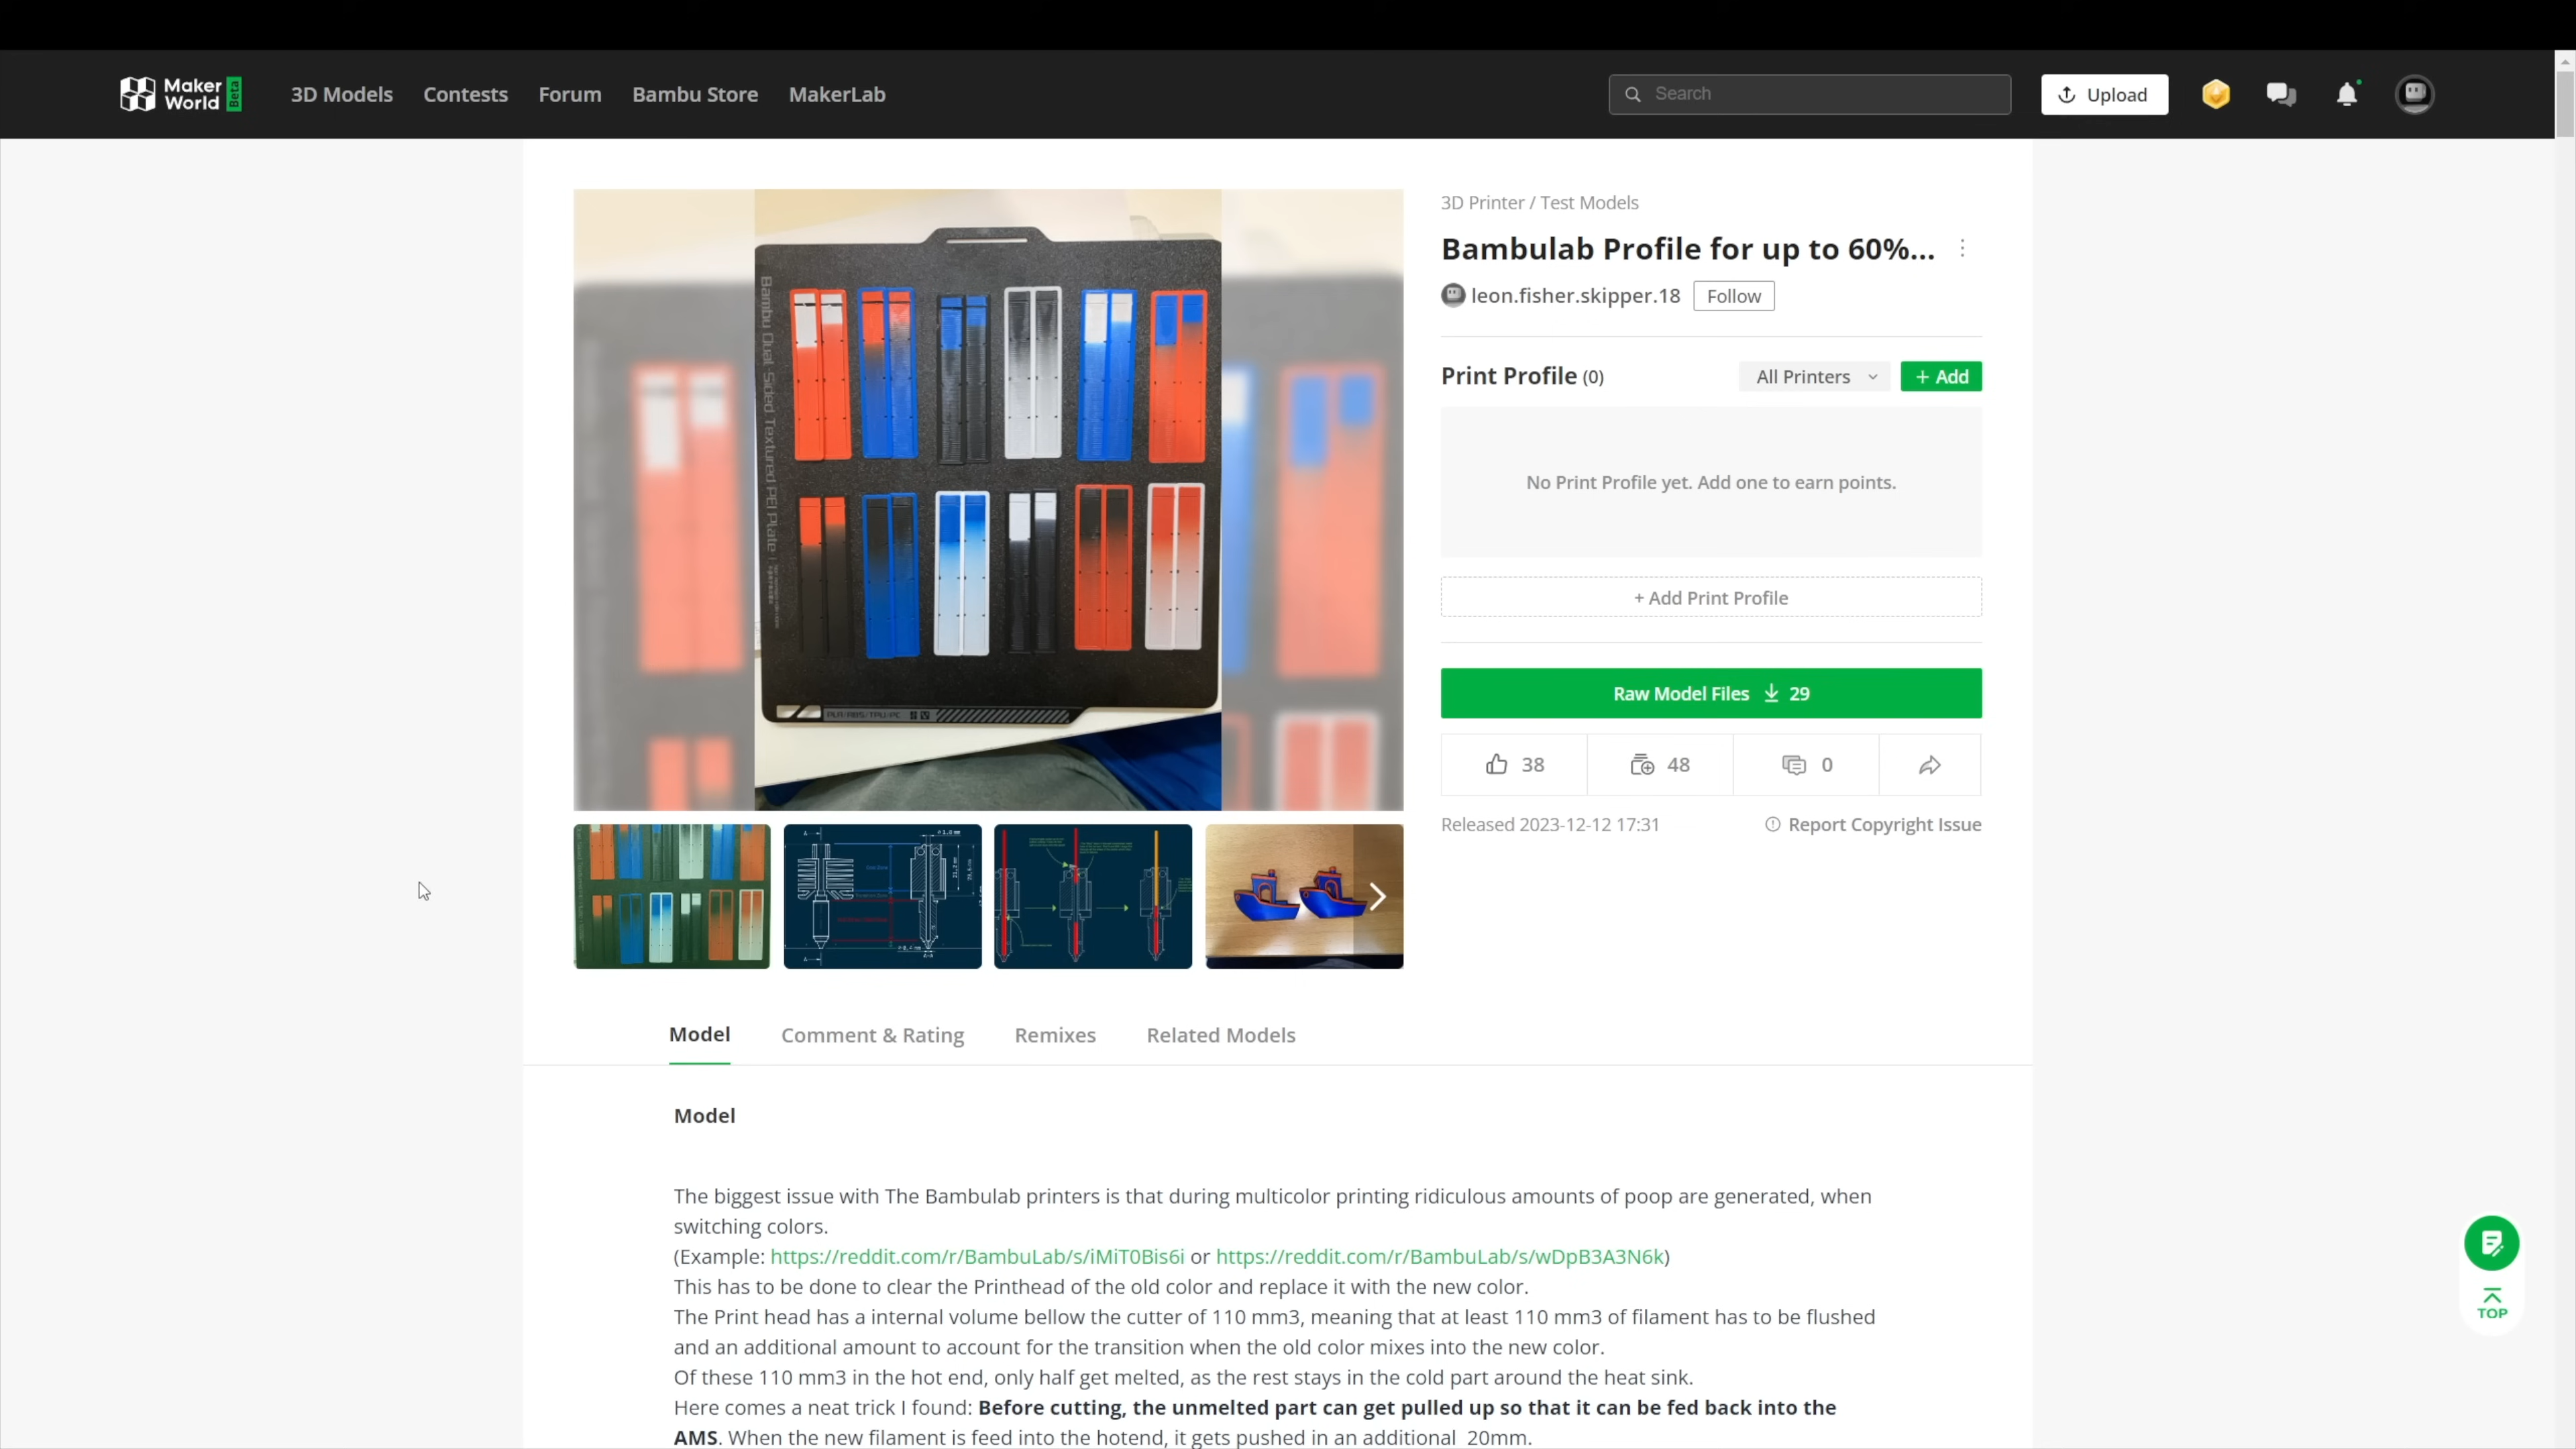 Maker World Beta
3D Models
Contests
Forum
Bambu Store
MakerLab
Search
Upload
Bambu Dual-Sided Textured PEI Plate
PLA/ABS/TPU/PC
3D Printer / Test Models
Bambulab Profile for up to 60%...
leon.fisher.skipper.18
Follow
Print Profile (0)
All Printers
+ Add
No Print Profile yet. Add one to earn points.
+ Add Print Profile
Raw Model Files 29
38
48
0
Released 2023-12-12 17:31
Report Copyright Issue
Model
Comment & Rating
Remixes
Related Models
Model
The biggest issue with The Bambulab printers is that during multicolor printing ridiculous amounts of poop are generated, when
switching colors.
(Example: https://reddit.com/r/BambuLab/s/iMiT0Bis6i or https://reddit.com/r/BambuLab/s/wDpB3A3N6k)
This has to be done to clear the Printhead of the old color and replace it with the new color.
The Print head has a internal volume bellow the cutter of 110 mm3, meaning that at least 110 mm3 of filament has to be flushed
and an additional amount to account for the transition when the old color mixes into the new color.
Of these 110 mm3 in the hot end, only half get melted, as the rest stays in the cold part around the heat sink.
Here comes a neat trick I found: Before cutting, the unmelted part can get pulled up so that it can be fed back into the
AMS. When the new filament is feed into the hotend, it gets pushed in an additional 20mm.
TOP